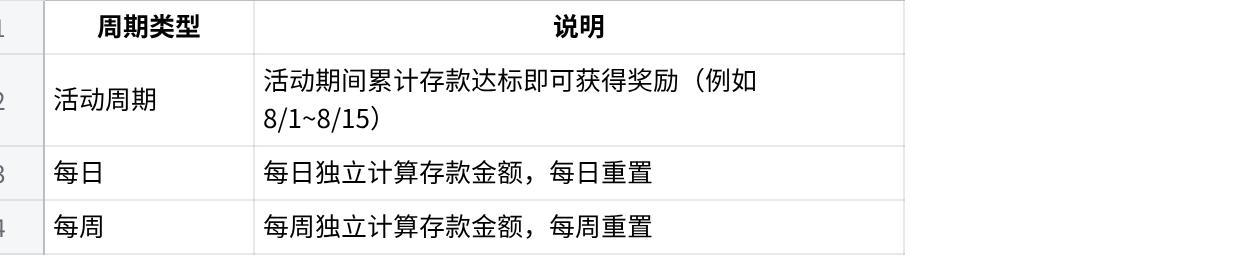 周期类型 说明
活动周期 活动期间累计存款达标即可获得奖励（例如
8/1~8/15）
3 每日 每日独立计算存款金额，每日重置
4 每周 每周独立计算存款金额，每周重置